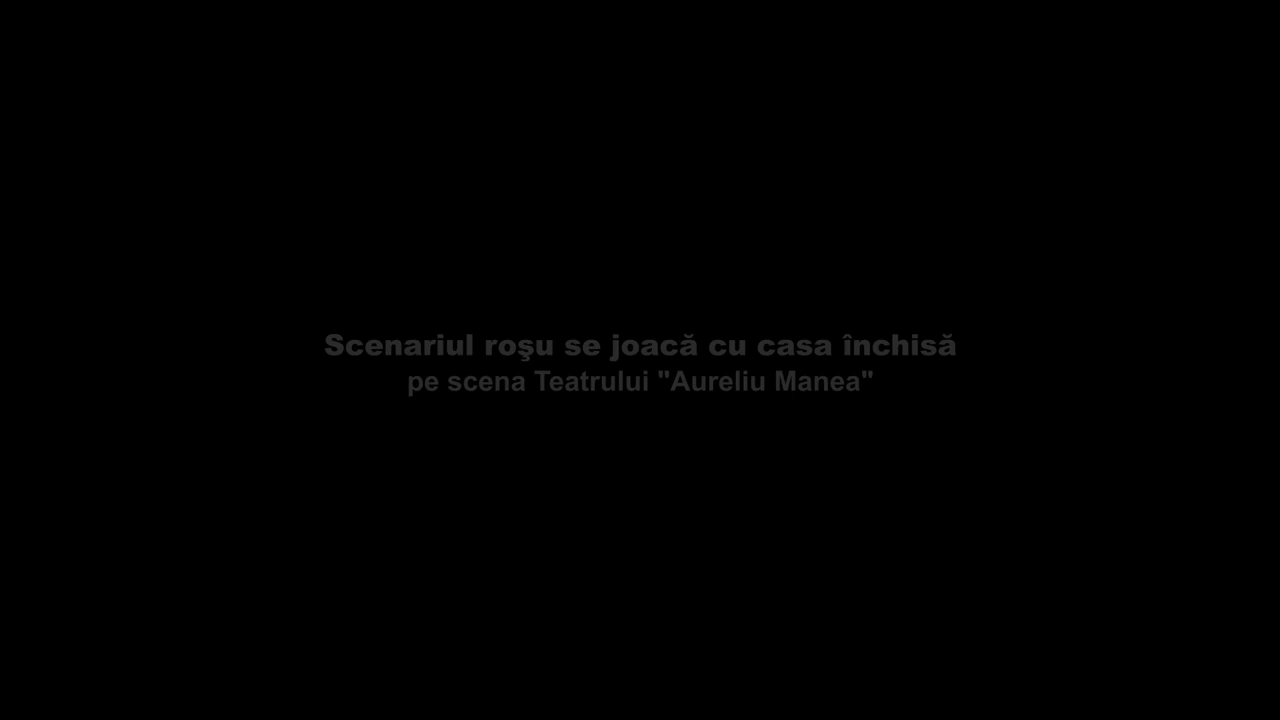 Scenariul roşu se joacă cu casa închisă
pe scena Teatrului "Aureliu Manea"